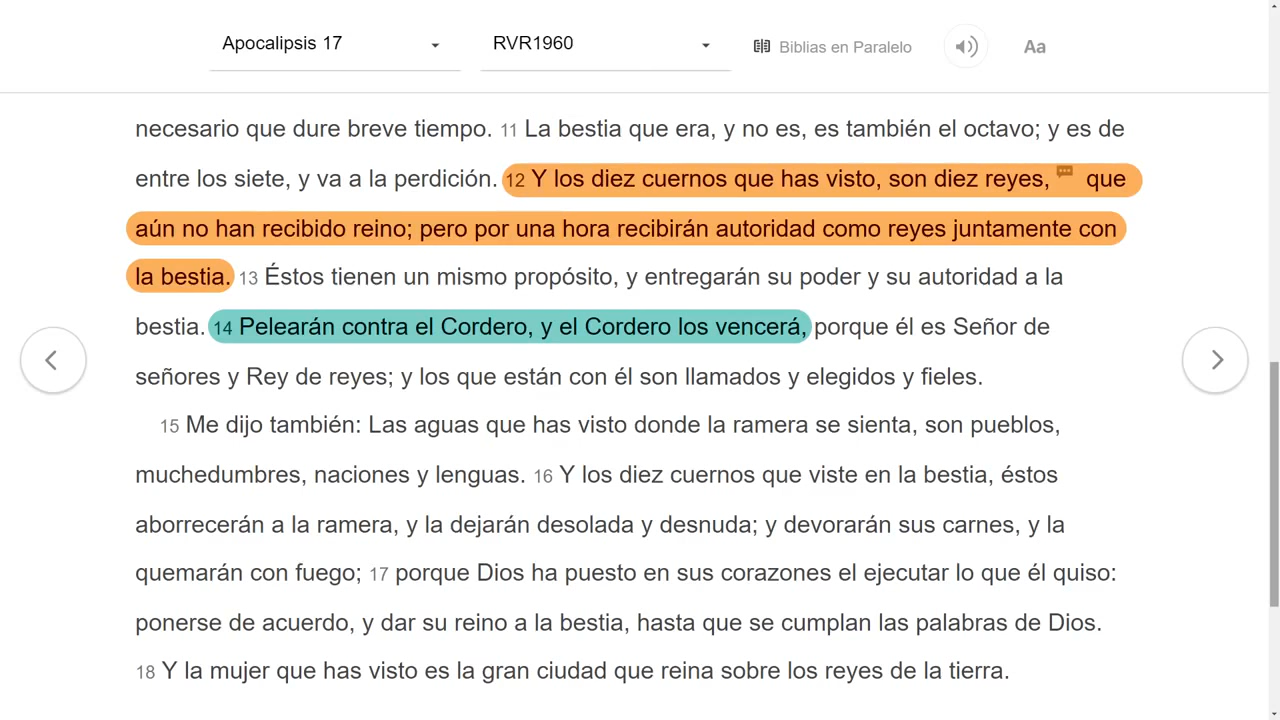 Apocalipsis 17 RVR1960 Biblias en Paralelo Aa
necesario que dure breve tiempo. 11 La bestia que era, y no es, es también el octavo; y es de
entre los siete, y va a la perdición. 12 Y los diez cuernos que has visto, son diez reyes, que
aún no han recibido reino; pero por una hora recibirán autoridad como reyes juntamente con
la bestia. 13 Éstos tienen un mismo propósito, y entregarán su poder y su autoridad a la
bestia. 14 Pelearán contra el Cordero, y el Cordero los vencerá, porque él es Señor de
señores y Rey de reyes; y los que están con él son llamados y elegidos y fieles.
15 Me dijo también: Las aguas que has visto donde la ramera se sienta, son pueblos,
muchedumbres, naciones y lenguas. 16 Y los diez cuernos que viste en la bestia, éstos
aborrecerán a la ramera, y la dejarán desolada y desnuda; y devorarán sus carnes, y la
quemarán con fuego; 17 porque Dios ha puesto en sus corazones el ejecutar lo que él quiso:
ponerse de acuerdo, y dar su reino a la bestia, hasta que se cumplan las palabras de Dios.
18 Y la mujer que has visto es la gran ciudad que reina sobre los reyes de la tierra.